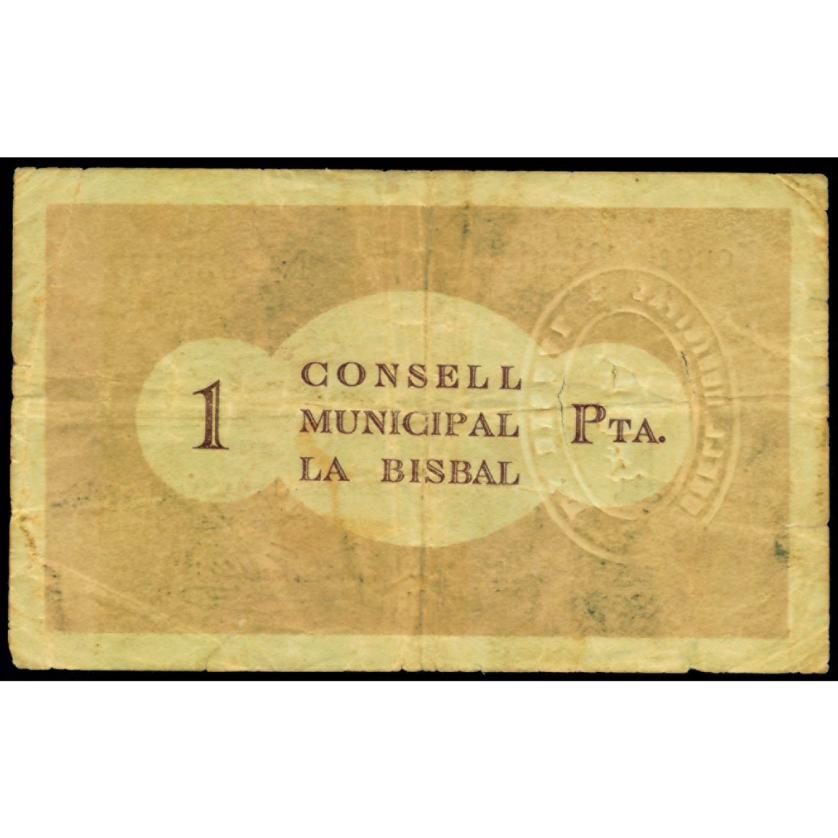 1
CONSELL
MUNICIPAL
LA BISBAL
PTA.